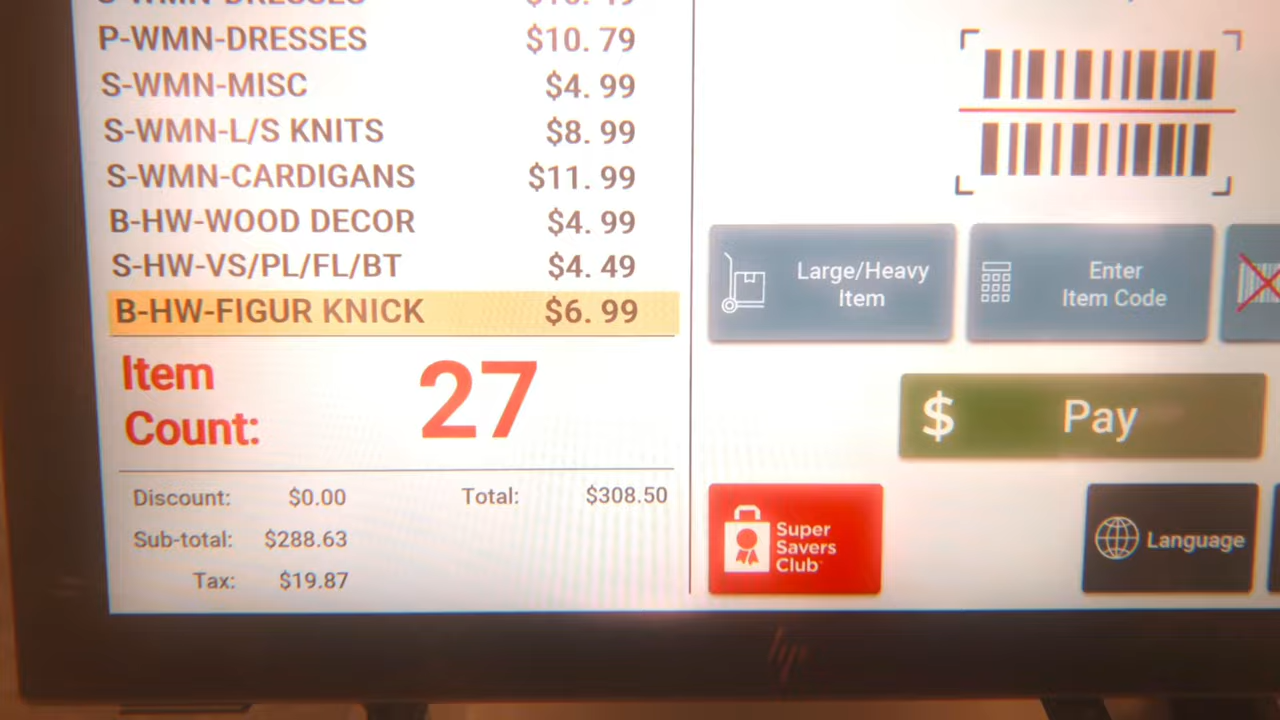 P-WMN-DRESSES $10.79
S-WMN-MISC $4.99
S-WMN-L/S KNITS $8.99
S-WMN-CARDIGANS $11.99
B-HW-WOOD DECOR $4.99
S-HW-VS/PL/FL/BT $4.49
B-HW-FIGUR KNICK $6.99
Item
Count: 27
Discount: $0.00 Total: $308.50
Sub-total: $288.63
Tax: $19.87
Large/Heavy
Item
Enter
Item Code
$ Pay
Super
Savers
Club
Language
hp